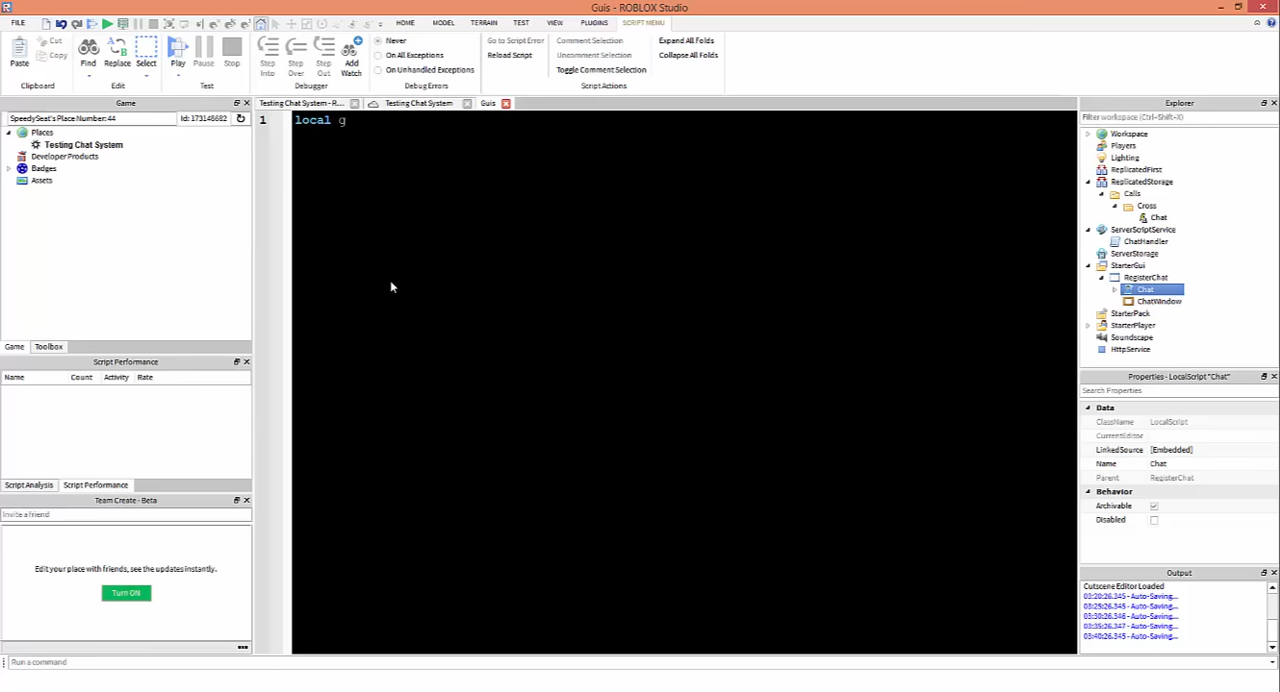 Guis - ROBLOX Studio
FILE HOME MODEL TERRAIN TEST VIEW PLUGINS SCRIPT MENU
Paste Cut Copy
Find Replace Select
Play Pause Stop
Step Into Step Over Step Out Add Watch
Never
On All Exceptions
On Unhandled Exceptions
Go to Script Error
Reload Script
Comment Selection
Uncomment Selection
Toggle Comment Selection
Expand All Folds
Collapse All Folds
Clipboard Edit Test Debugger Debug Errors Script Actions
Game
SpeedySeat's Place Number: 44 Id: 173148682
Places
Testing Chat System
Developer Products
Badges
Assets
Game Toolbox
Script Performance
Name Count Activity Rate
Script Analysis Script Performance
Team Create - Beta
Invite a friend
Edit your place with friends, see the updates instantly.
Turn ON
Testing Chat System - R... Testing Chat System Guis
1 local g
Explorer
Filter workspace (Ctrl+Shift+X)
Workspace
Players
Lighting
ReplicatedFirst
ReplicatedStorage
Calls
Cross
Chat
ServerScriptService
ChatHandler
ServerStorage
StarterGui
RegisterChat
Chat
ChatWindow
StarterPack
StarterPlayer
Soundscape
HttpService
Properties - LocalScript "Chat"
Search Properties
Data
ClassName LocalScript
CurrentEditor
LinkedSource [Embedded]
Name Chat
Parent RegisterChat
Behavior
Archivable
Disabled
Output
Cutscene Editor Loaded
03:20:26.345 - Auto-Saving...
03:25:26.345 - Auto-Saving...
03:30:26.346 - Auto-Saving...
03:35:26.347 - Auto-Saving...
03:40:26.345 - Auto-Saving...
Run a command